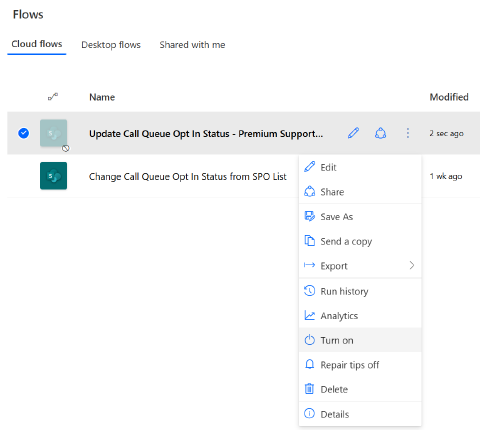 Flows
Cloud flows Desktop flows Shared with me
Name Modified
Update Call Queue Opt In Status - Premium Support... 2 sec ago
Change Call Queue Opt In Status from SPO List 1 wk ago
Edit
Share
Save As
Send a copy
Export
Run history
Analytics
Turn on
Repair tips off
Delete
Details